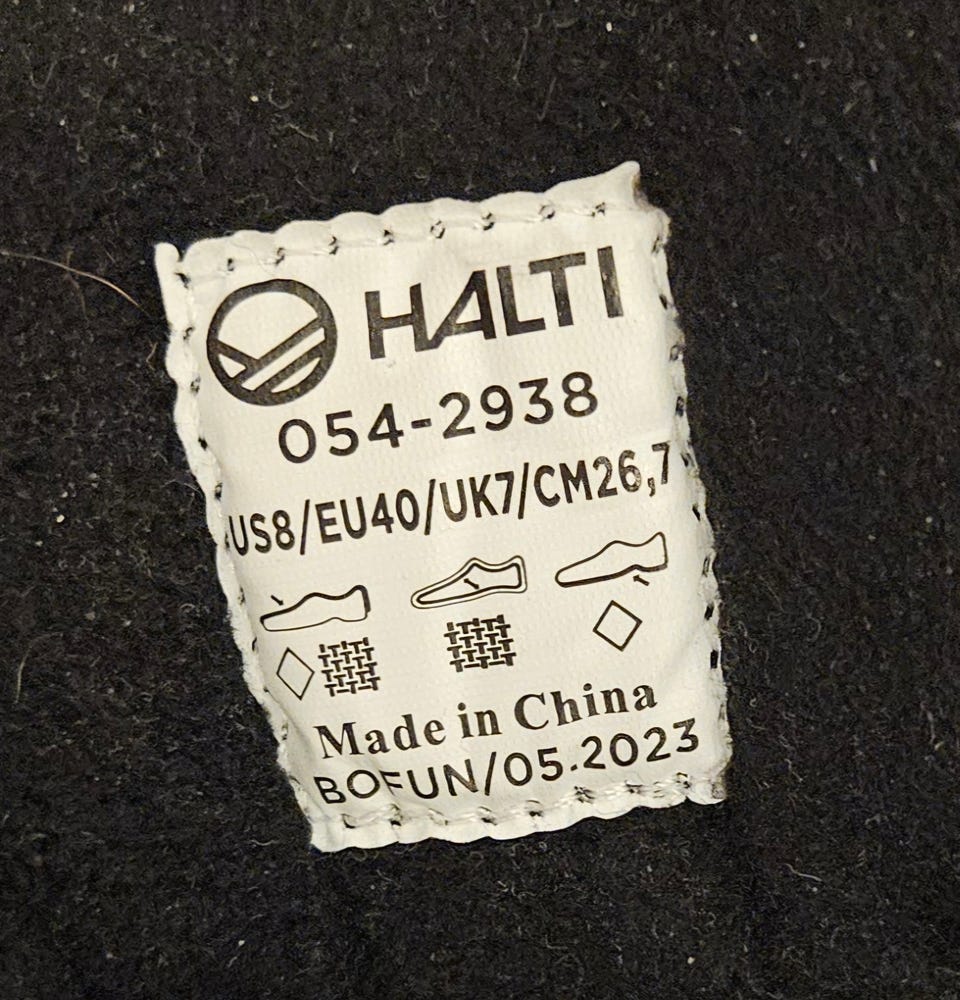 HALTI
054-2938
US8/EU40/UK7/CM26,7
Made in China
BOFUN/05.2023